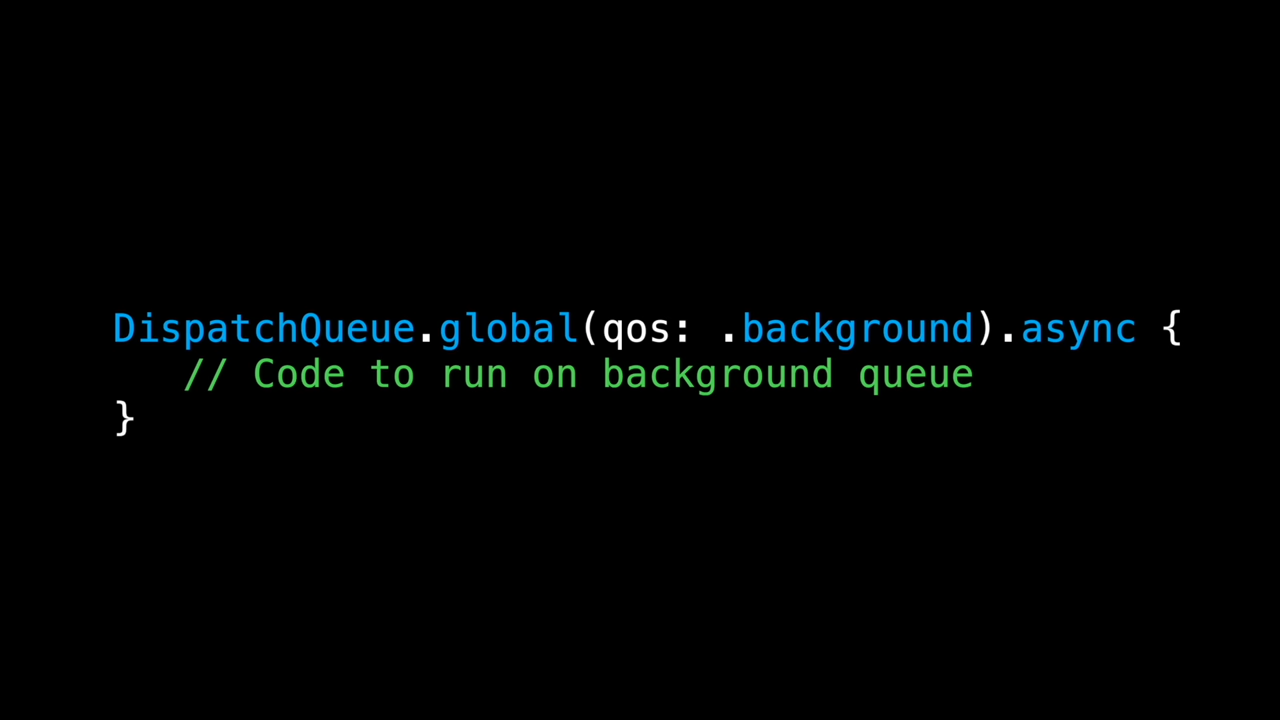 DispatchQueue.global(qos: .background).async {
   // Code to run on background queue
}